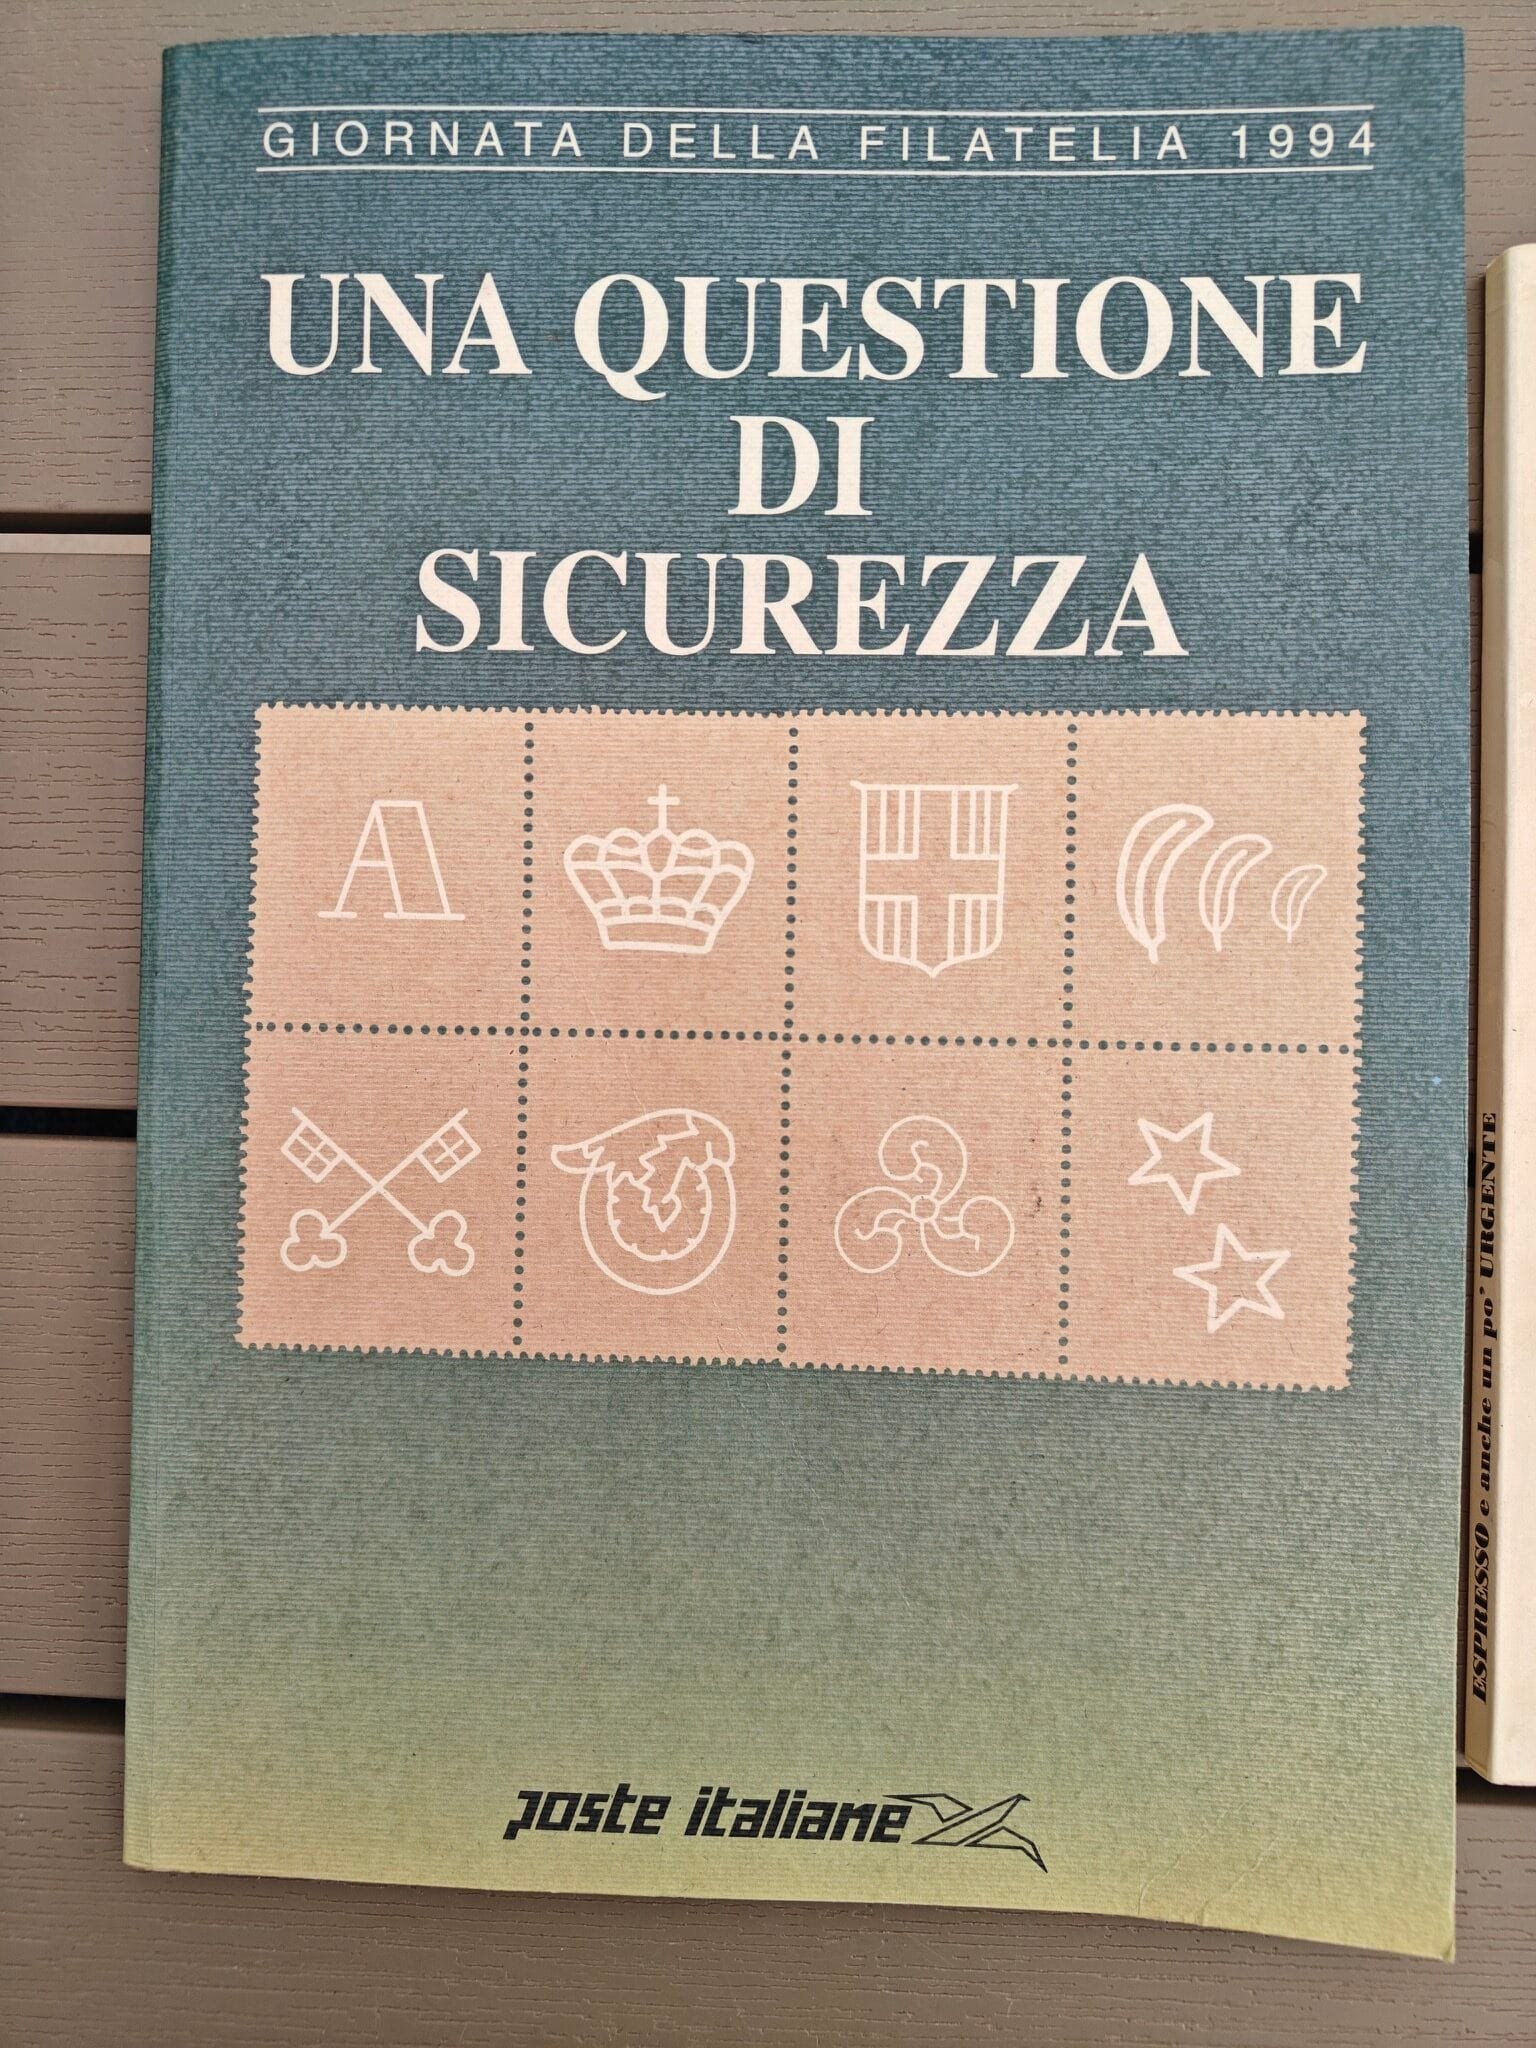 GIORNATA DELLA FILATELIA 1994
UNA QUESTIONE
DI
SICUREZZA
A
poste italiane
ESPRESSO e anche un po' URGENTE